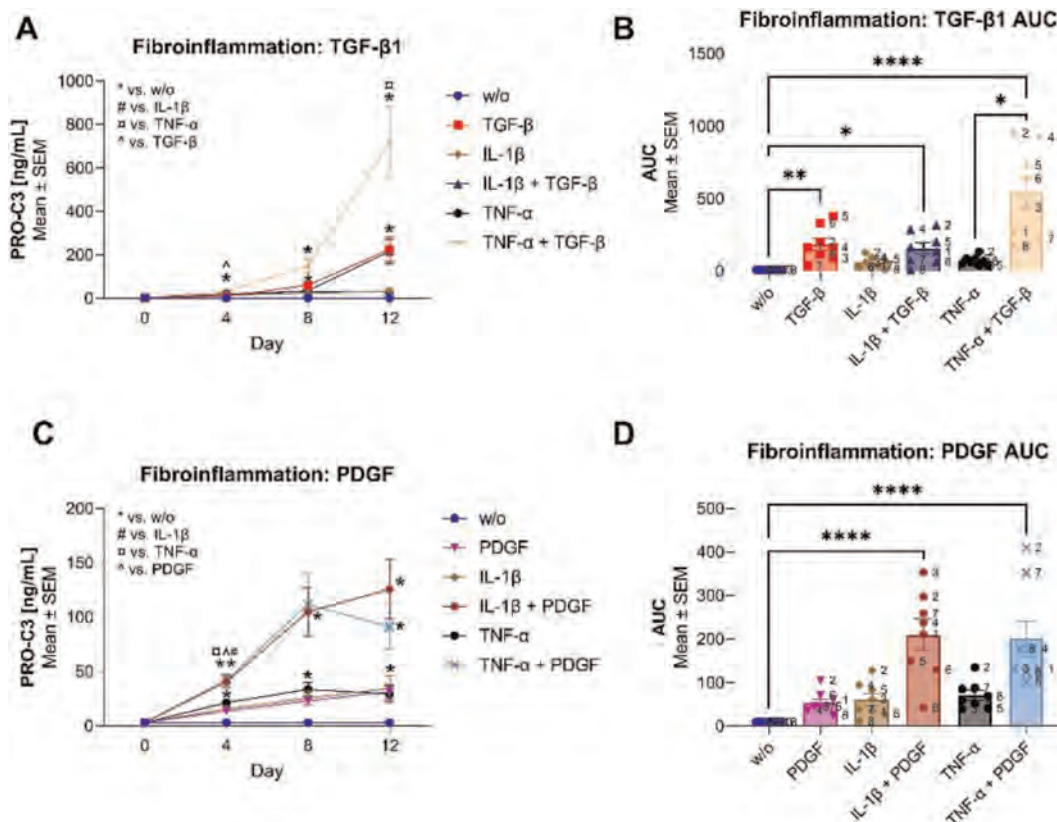 A
Fibroinflammation: TGF-β1
PRO-C3 [ng/mL]
Mean ± SEM
1000
800
600
400
200
0
* vs. w/o
# vs. IL-1β
¤ vs. TNF-α
^ vs. TGF-β
^
*
*
*
¤
*
*
0 4 8 12
Day
w/o
TGF-β
IL-1β
IL-1β + TGF-β
TNF-α
TNF-α + TGF-β
B
Fibroinflammation: TGF-β1 AUC
AUC
Mean ± SEM
1500
1000
500
0
****
*
*
**
w/o
TGF-β
IL-1β
IL-1β + TGF-β
TNF-α
TNF-α + TGF-β
C
Fibroinflammation: PDGF
PRO-C3 [ng/mL]
Mean ± SEM
200
150
100
50
0
* vs. w/o
# vs. IL-1β
¤ vs. TNF-α
^ vs. PDGF
¤^#
**
*
*
*
*
*
*
0 4 8 12
Day
w/o
PDGF
IL-1β
IL-1β + PDGF
TNF-α
TNF-α + PDGF
D
Fibroinflammation: PDGF AUC
AUC
Mean ± SEM
500
400
300
200
100
0
****
****
w/o
PDGF
IL-1β
IL-1β + PDGF
TNF-α
TNF-α + PDGF